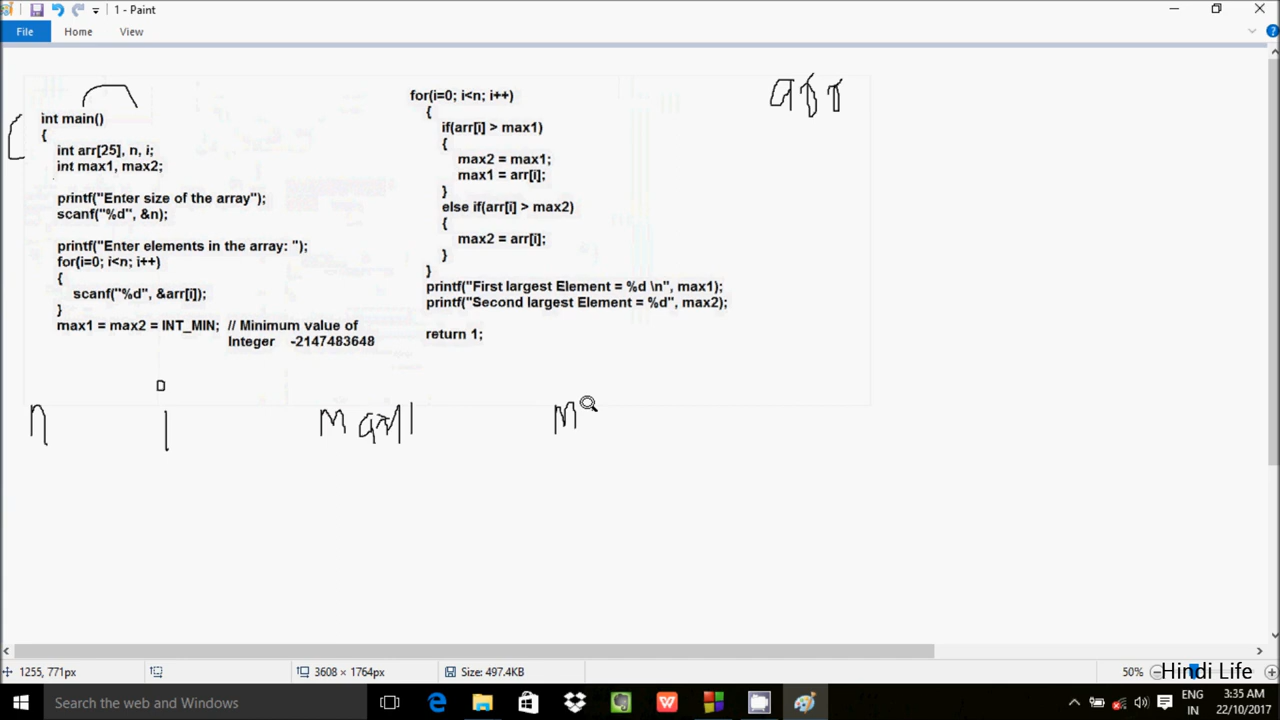 1 - Paint
File Home View
int main()
{
int arr[25], n, i;
int max1, max2;
printf("Enter size of the array");
scanf("%d", &n);
printf("Enter elements in the array: ");
for(i=0; i<n; i++)
{
scanf("%d", &arr[i]);
}
max1 = max2 = INT_MIN; // Minimum value of
Integer -2147483648
for(i=0; i<n; i++)
{
if(arr[i] > max1)
{
max2 = max1;
max1 = arr[i];
}
else if(arr[i] > max2)
{
max2 = arr[i];
}
}
printf("First largest Element = %d \n", max1);
printf("Second largest Element = %d", max2);
return 1;
arr
n i max1 m
1255, 771px 3608 × 1764px Size: 497.4KB 50%
Hindi Life
Search the web and Windows
ENG 3:35 AM
IN 22/10/2017